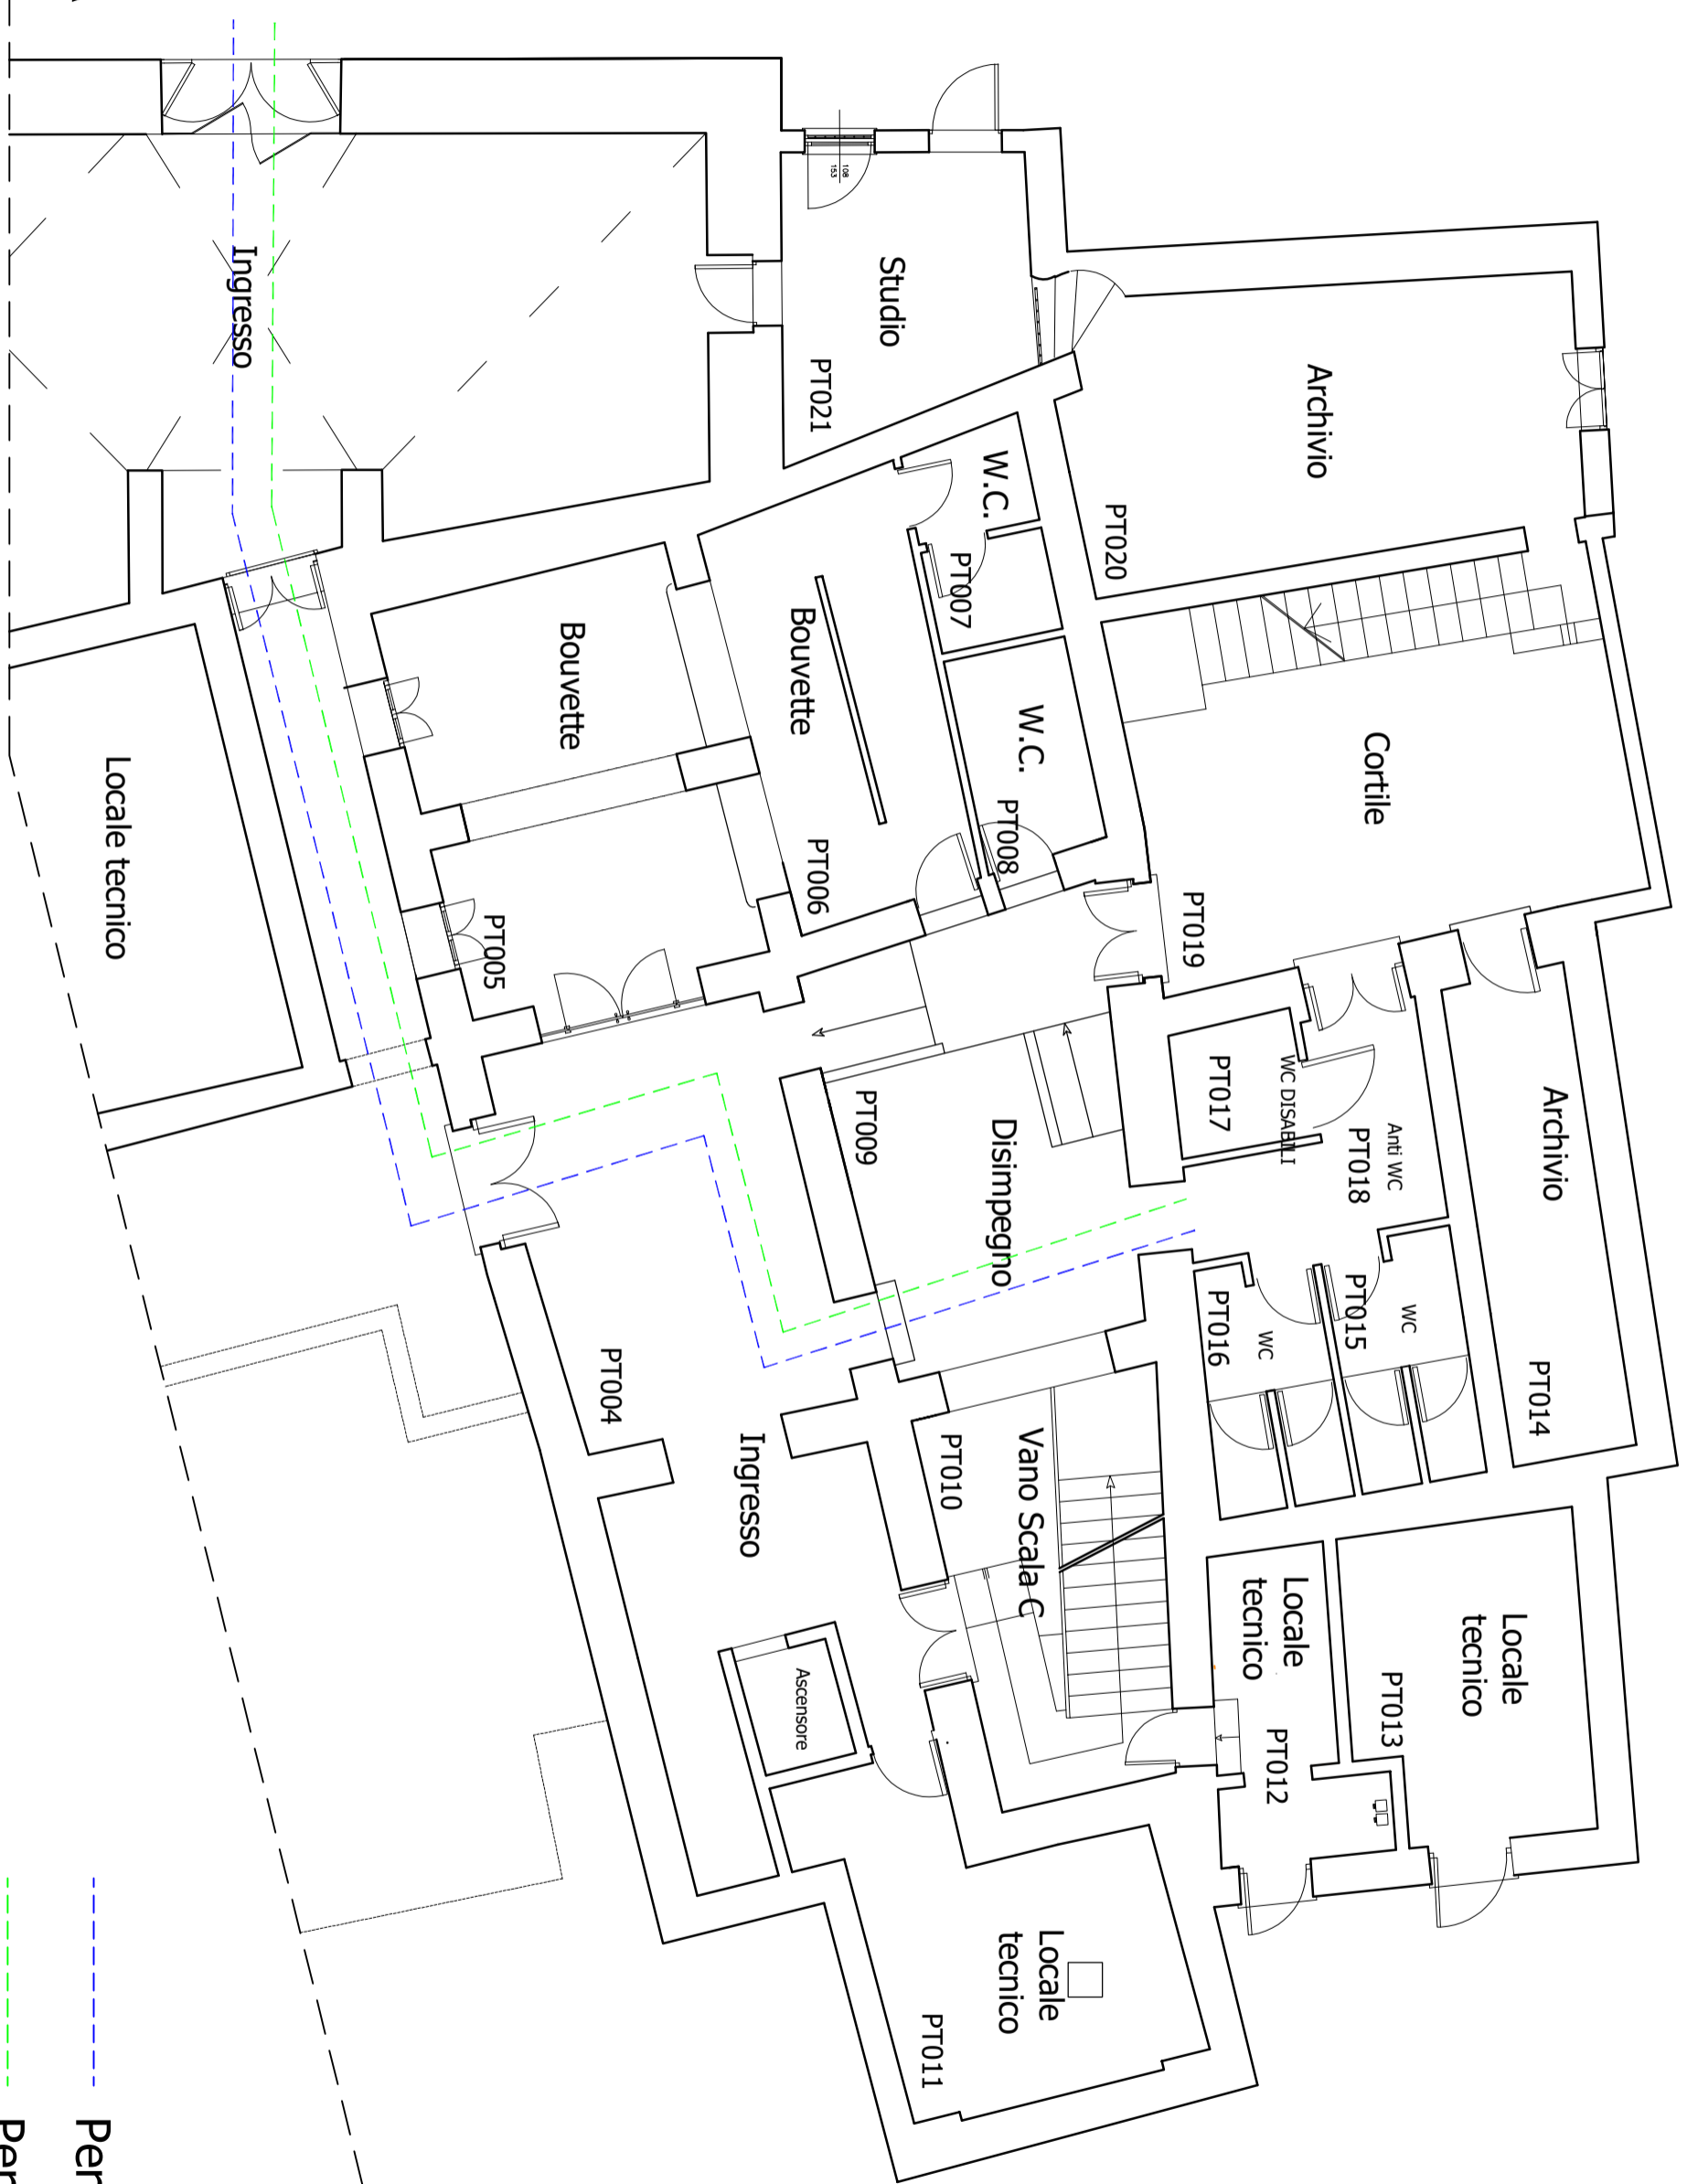 Archivio
PT020
Cortile
PT019
Archivio
PT014
Studio
PT021
108
153
W.C.
PT007
W.C.
PT008
Bouvette
PT006
Bouvette
PT005
Ingresso
Locale tecnico
Anti WC
PT018
WC DISABILI
PT017
WC
PT015
WC
PT016
Disimpegno
PT009
Vano Scala C
PT010
Ingresso
PT004
Ascensore
Locale
tecnico
PT013
Locale
tecnico
PT012
Locale
tecnico
PT011
Per
Per